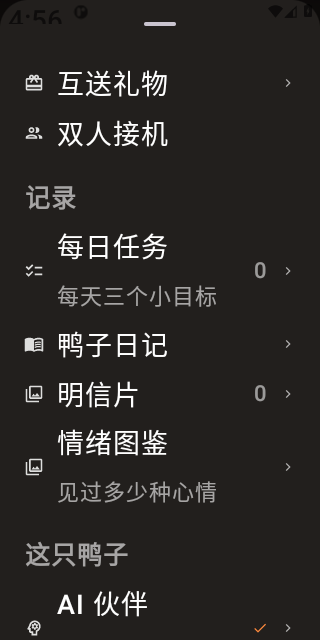 4:56
互送礼物
双人接机
记录
每日任务
0
每天三个小目标
鸭子日记
明信片
0
情绪图鉴
见过多少种心情
这只鸭子
AI 伙伴